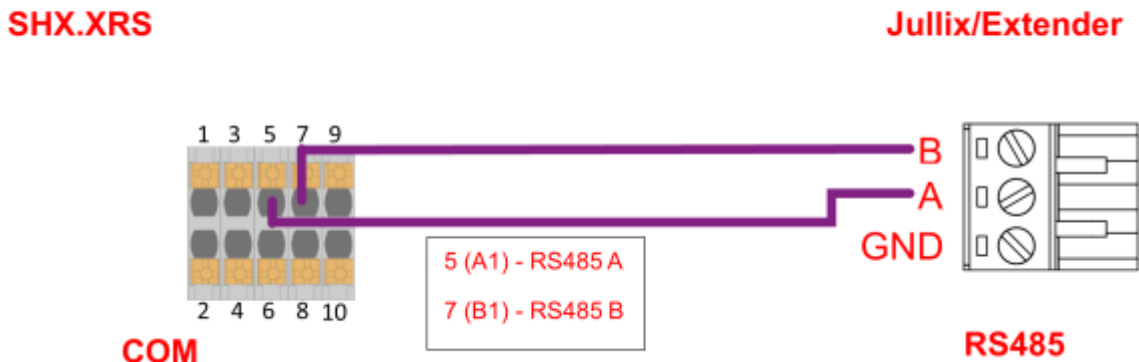 SHX.XRS
Jullix/Extender
1 3 5 7 9
B
A
GND
5 (A1) - RS485 A
7 (B1) - RS485 B
2 4 6 8 10
COM
RS485